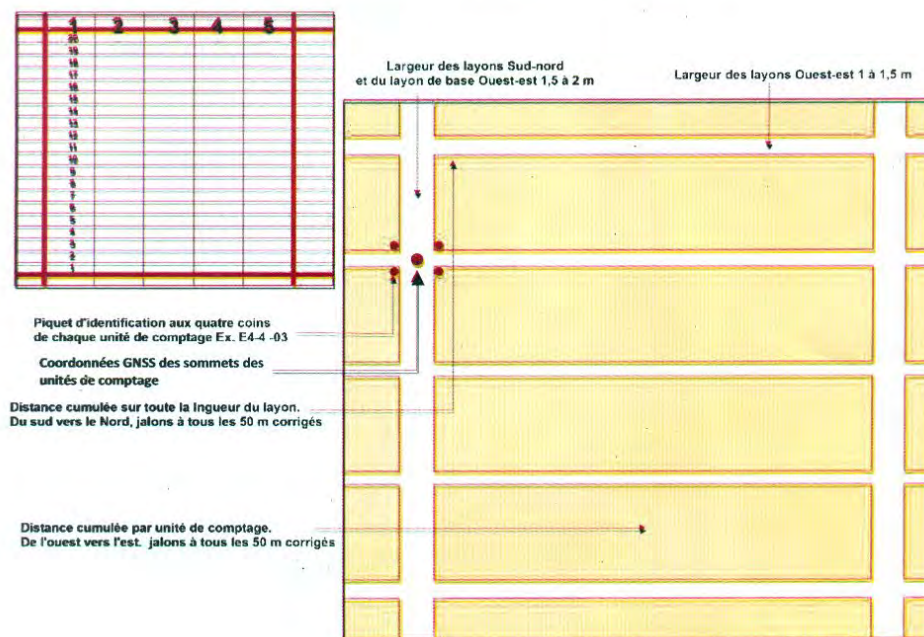 1 2 3 4 5
20
19
18
17
16
15
14
13
12
11
10
9
8
7
6
5
4
3
2
1
Largeur des layons Sud-nord
et du layon de base Ouest-est 1,5 à 2 m
Largeur des layons Ouest-est 1 à 1,5 m
Piquet d'identification aux quatre coins
de chaque unité de comptage Ex. E4-4 -03
Coordonnées GNSS des sommets des
unités de comptage
Distance cumulée sur toute la lngueur du layon.
Du sud vers le Nord, jalons à tous les 50 m corrigés
Distance cumulée par unité de comptage.
De l'ouest vers l'est. jalons à tous les 50 m corrigés